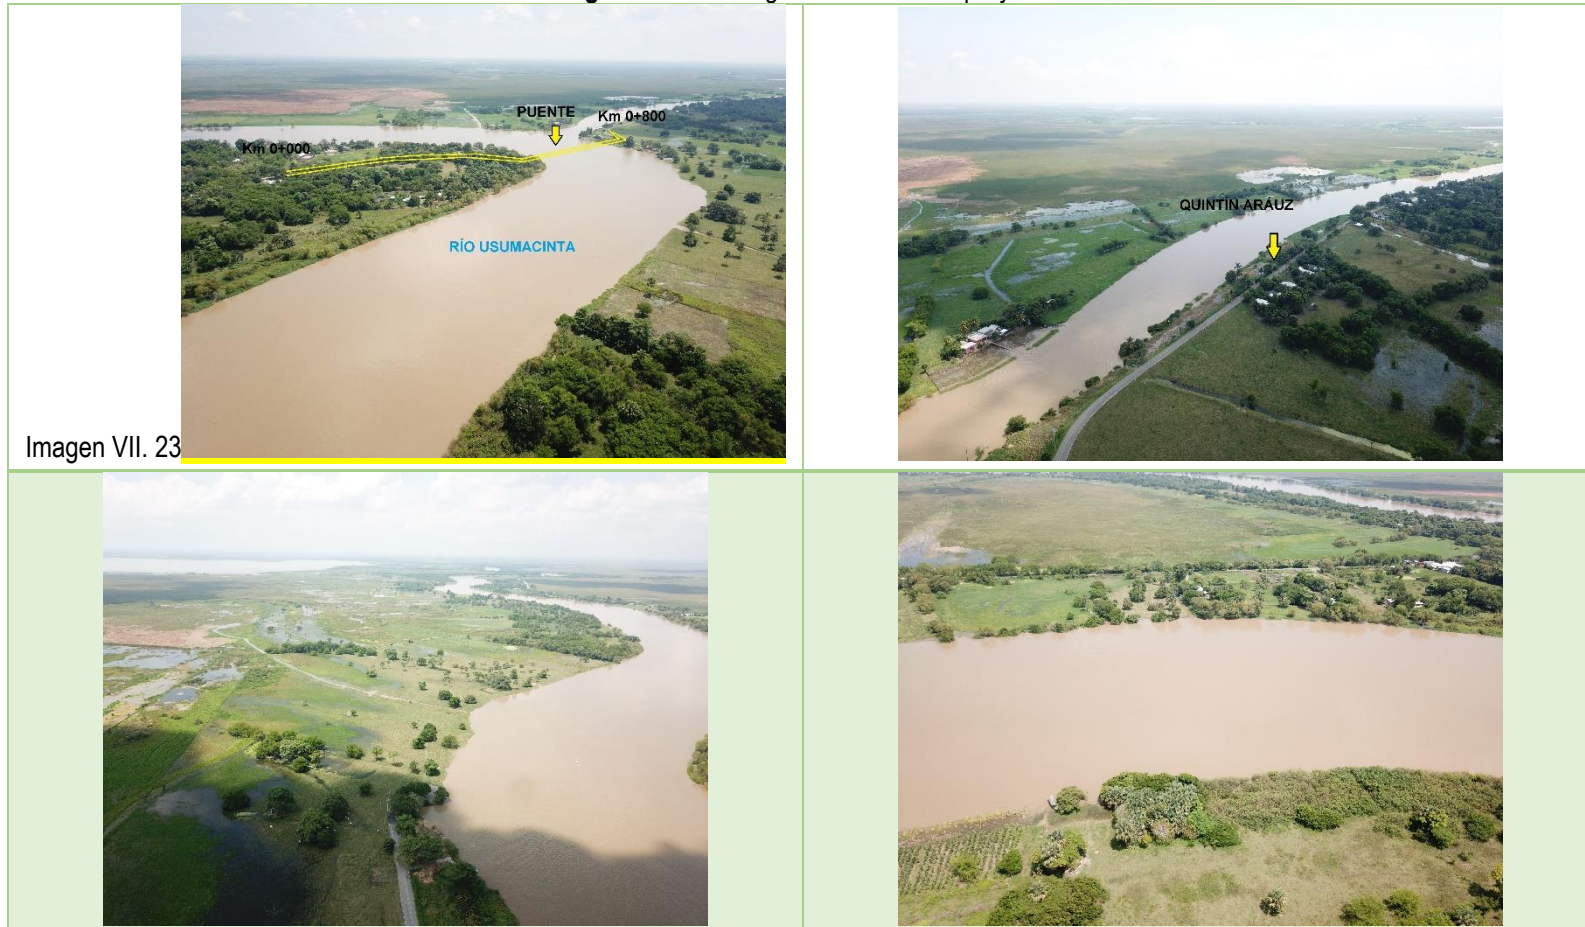 PUENTE
Km 0+800
Km 0+000
RÍO USUMACINTA
QUINTÍN ARÁUZ
Imagen VII. 23